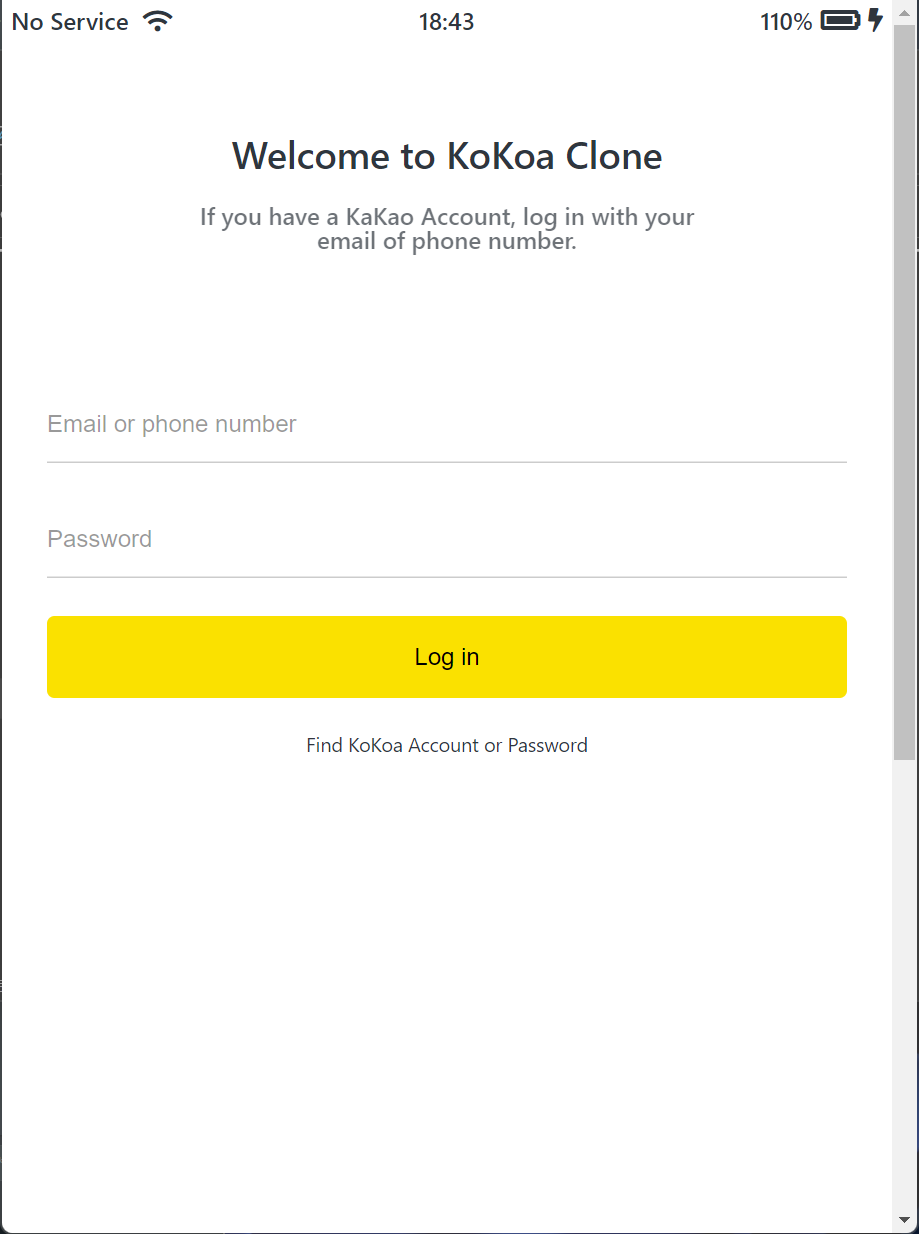 No Service 18:43 110%
Welcome to KoKoa Clone
If you have a KaKao Account, log in with your
email of phone number.
Email or phone number
Password
Log in
Find KoKoa Account or Password